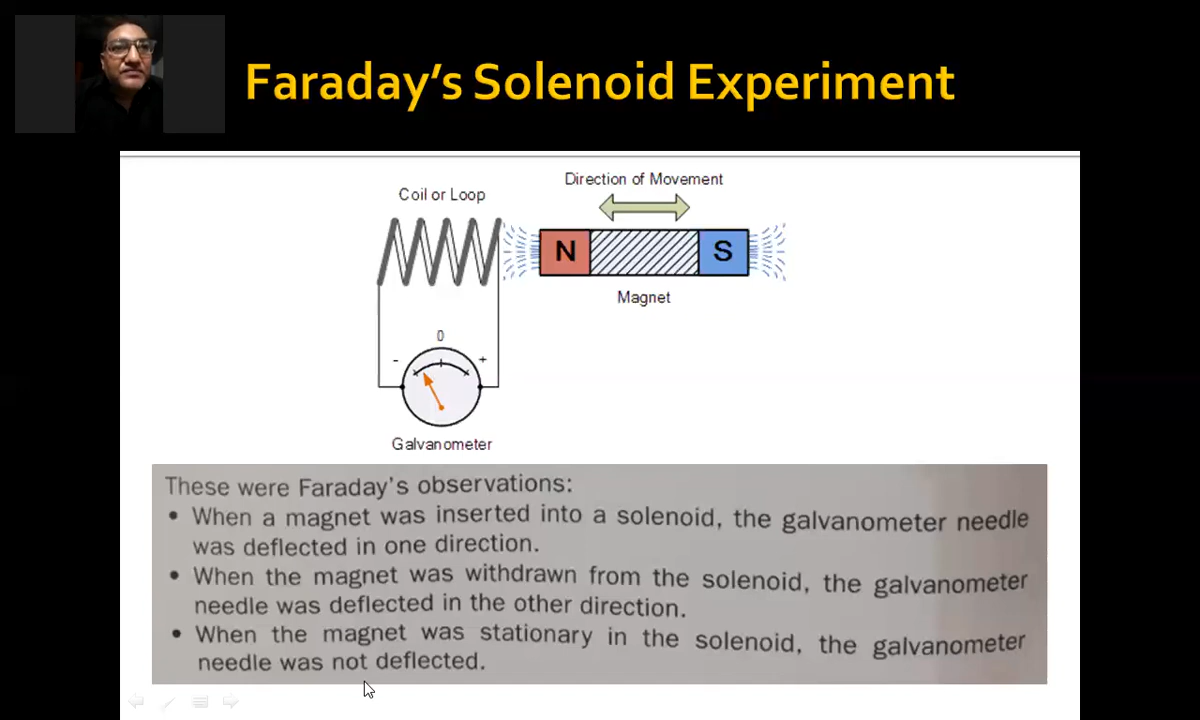 Faraday's Solenoid Experiment
Direction of Movement
Coil or Loop
N
S
Magnet
0
- +
Galvanometer
These were Faraday's observations:
• When a magnet was inserted into a solenoid, the galvanometer needle
was deflected in one direction.
• When the magnet was withdrawn from the solenoid, the galvanometer
needle was deflected in the other direction.
• When the magnet was stationary in the solenoid, the galvanometer
needle was not deflected.